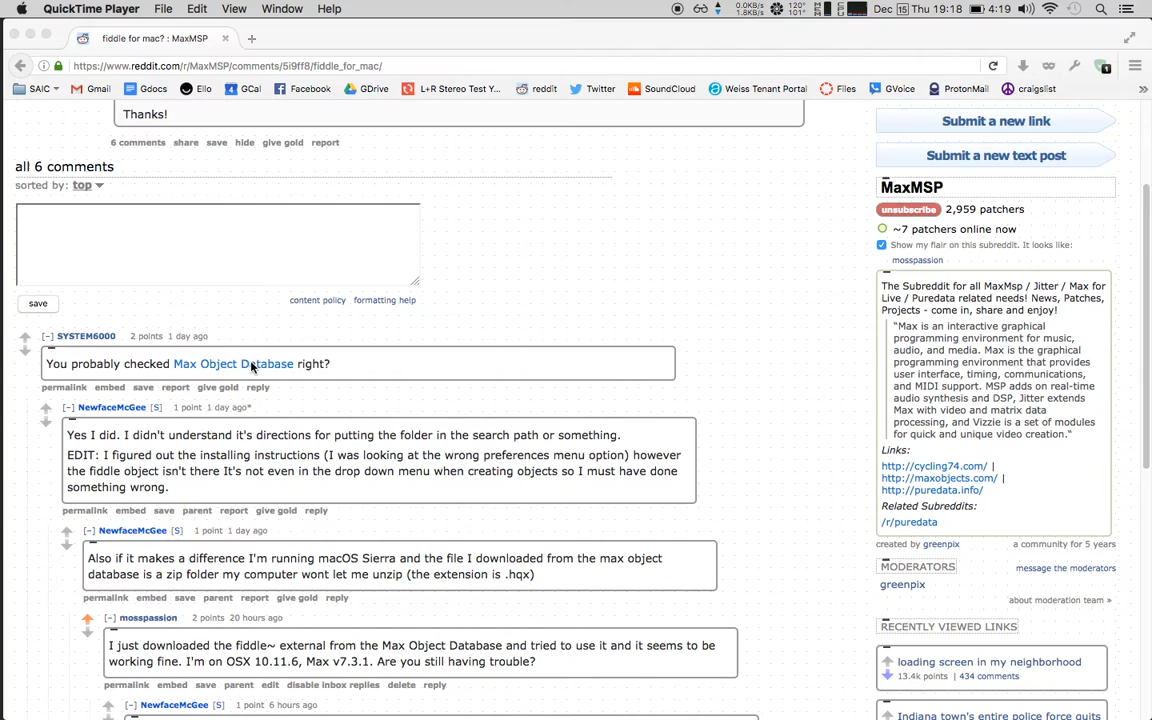 QuickTime Player File Edit View Window Help 0.0KB/s 1.8KB/s 120° 101° Dec 15 Thu 19:18 4:19
fiddle for mac? : MaxMSP
https://www.reddit.com/r/MaxMSP/comments/5i9ff8/fiddle_for_mac/
SAIC Gmail Gdocs Ello GCal Facebook GDrive L+R Stereo Test Y... reddit Twitter SoundCloud Weiss Tenant Portal Files GVoice ProtonMail craigslist
Thanks!
6 comments share save hide give gold report
all 6 comments
sorted by: top
save
content policy formatting help
[–] SYSTEM6000 2 points 1 day ago
You probably checked Max Object Database right?
permalink embed save report give gold reply
[–] NewfaceMcGee [S] 1 point 1 day ago*
Yes I did. I didn't understand it's directions for putting the folder in the search path or something.
EDIT: I figured out the installing instructions (I was looking at the wrong preferences menu option) however
the fiddle object isn't there It's not even in the drop down menu when creating objects so I must have done
something wrong.
permalink embed save parent report give gold reply
[–] NewfaceMcGee [S] 1 point 1 day ago
Also if it makes a difference I'm running macOS Sierra and the file I downloaded from the max object
database is a zip folder my computer wont let me unzip (the extension is .hqx)
permalink embed save parent report give gold reply
[–] mosspassion 2 points 20 hours ago
I just downloaded the fiddle~ external from the Max Object Database and tried to use it and it seems to be
working fine. I'm on OSX 10.11.6, Max v7.3.1. Are you still having trouble?
permalink embed save parent edit disable inbox replies delete reply
[–] NewfaceMcGee [S] 1 point 6 hours ago
Submit a new link
Submit a new text post
MaxMSP
unsubscribe 2,959 patchers
~7 patchers online now
Show my flair on this subreddit. It looks like:
mosspassion
The Subreddit for all MaxMsp / Jitter / Max for
Live / Puredata related needs! News, Patches,
Projects - come in, share and enjoy!
"Max is an interactive graphical
programming environment for music,
audio, and media. Max is the graphical
programming environment that provides
user interface, timing, communications,
and MIDI support. MSP adds on real-time
audio synthesis and DSP, Jitter extends
Max with video and matrix data
processing, and Vizzie is a set of modules
for quick and unique video creation."
Links:
http://cycling74.com/ |
http://maxobjects.com/ |
http://puredata.info/
Related Subreddits:
/r/puredata
created by greenpix a community for 5 years
MODERATORS message the moderators
greenpix
about moderation team »
RECENTLY VIEWED LINKS
loading screen in my neighborhood
13.4k points | 434 comments
Indiana town's entire police force quits